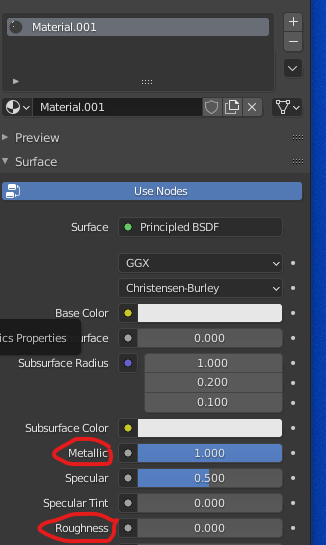 Material.001
Material.001
Preview
Surface
Use Nodes
Surface Principled BSDF
GGX
Christensen-Burley
Base Color
ics Properties urface 0.000
Subsurface Radius 1.000
0.200
0.100
Subsurface Color
Metallic 1.000
Specular 0.500
Specular Tint 0.000
Roughness 0.000